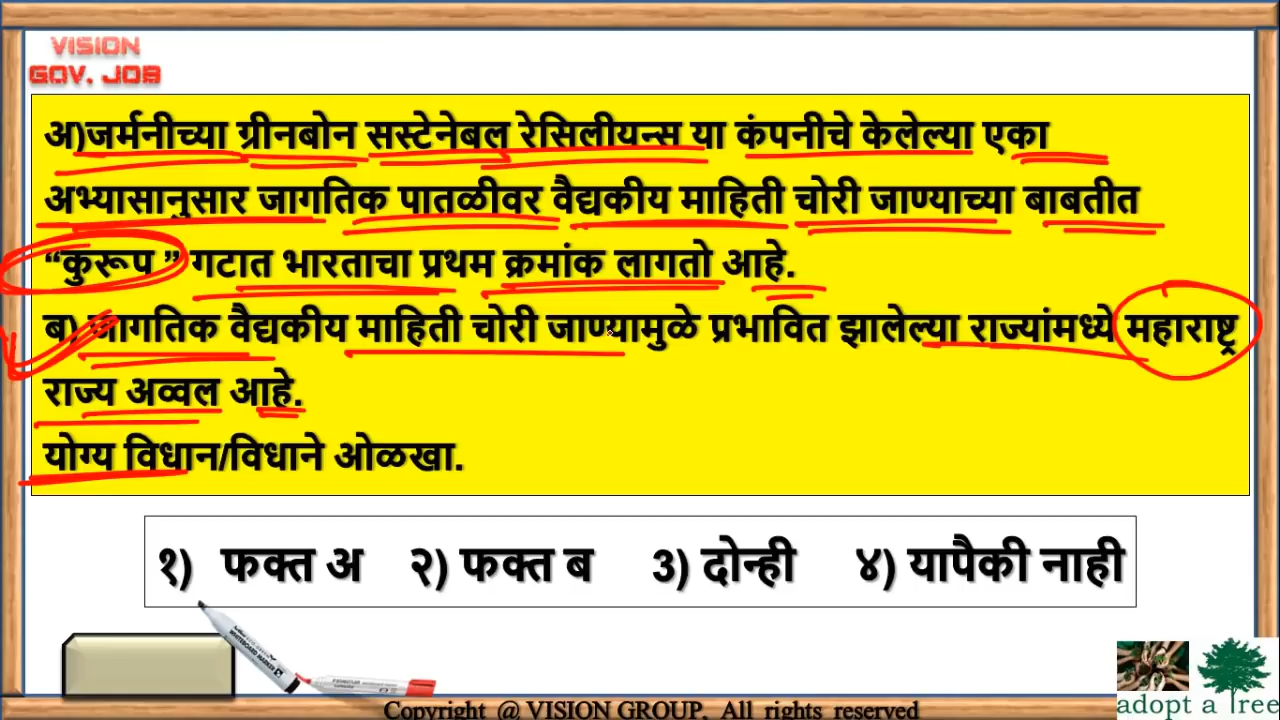 VISION
GOV. JOB
अ)जर्मनीच्या ग्रीनबोन सस्टेनेबल रेसिलीयन्स या कंपनीचे केलेल्या एका
अभ्यासानुसार जागतिक पातळीवर वैद्यकीय माहिती चोरी जाण्याच्या बाबतीत
“कुरूप ” गटात भारताचा प्रथम क्रमांक लागतो आहे.
ब) जागतिक वैद्यकीय माहिती चोरी जाण्यामुळे प्रभावित झालेल्या राज्यांमध्ये महाराष्ट्र
राज्य अव्वल आहे.
योग्य विधान/विधाने ओळखा.
१) फक्त अ २) फक्त ब 3) दोन्ही ४) यापैकी नाही
adopt a Tree
Copyright @ VISION GROUP. All rights reserved